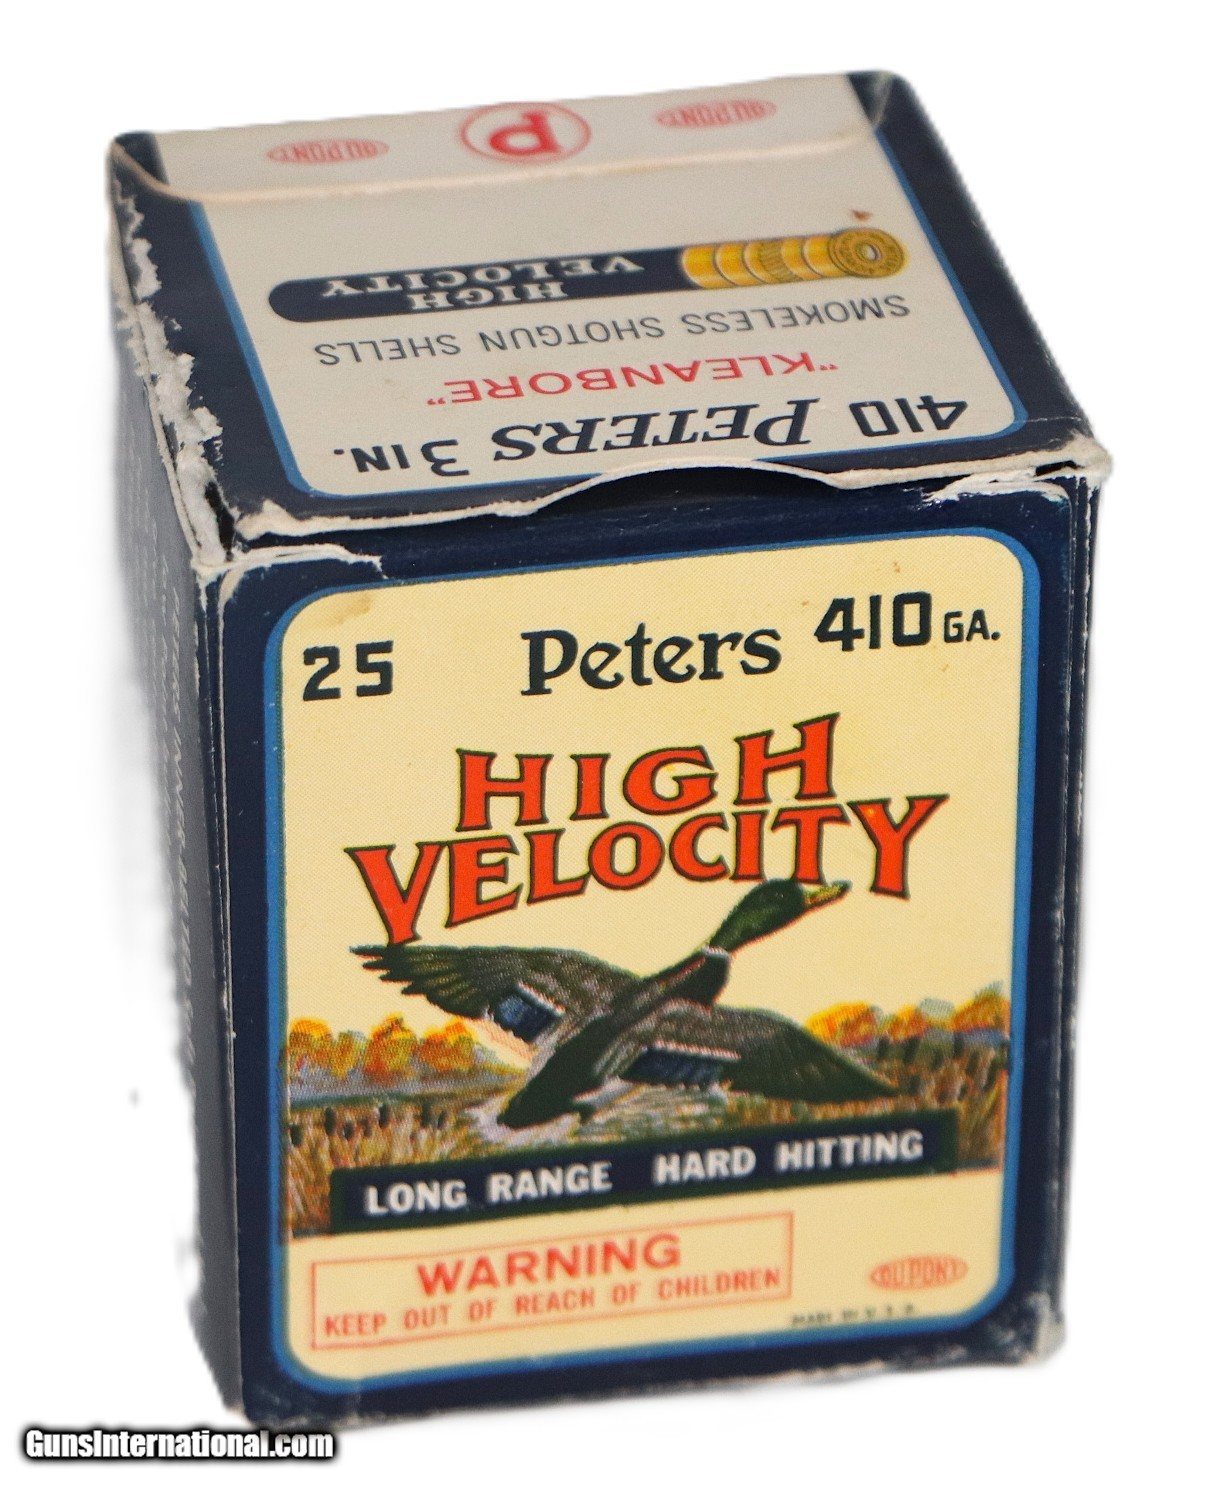 DUPONT P DUPONT
HIGH
VELOCITY
SMOKELESS SHOTGUN SHELLS
"KLEANBORE"
410 PETERS 3 IN.
25 Peters 410 GA.
HIGH
VELOCITY
LONG RANGE HARD HITTING
WARNING
KEEP OUT OF REACH OF CHILDREN
DUPONT
MADE IN U.S.A.
GunsInternational.com